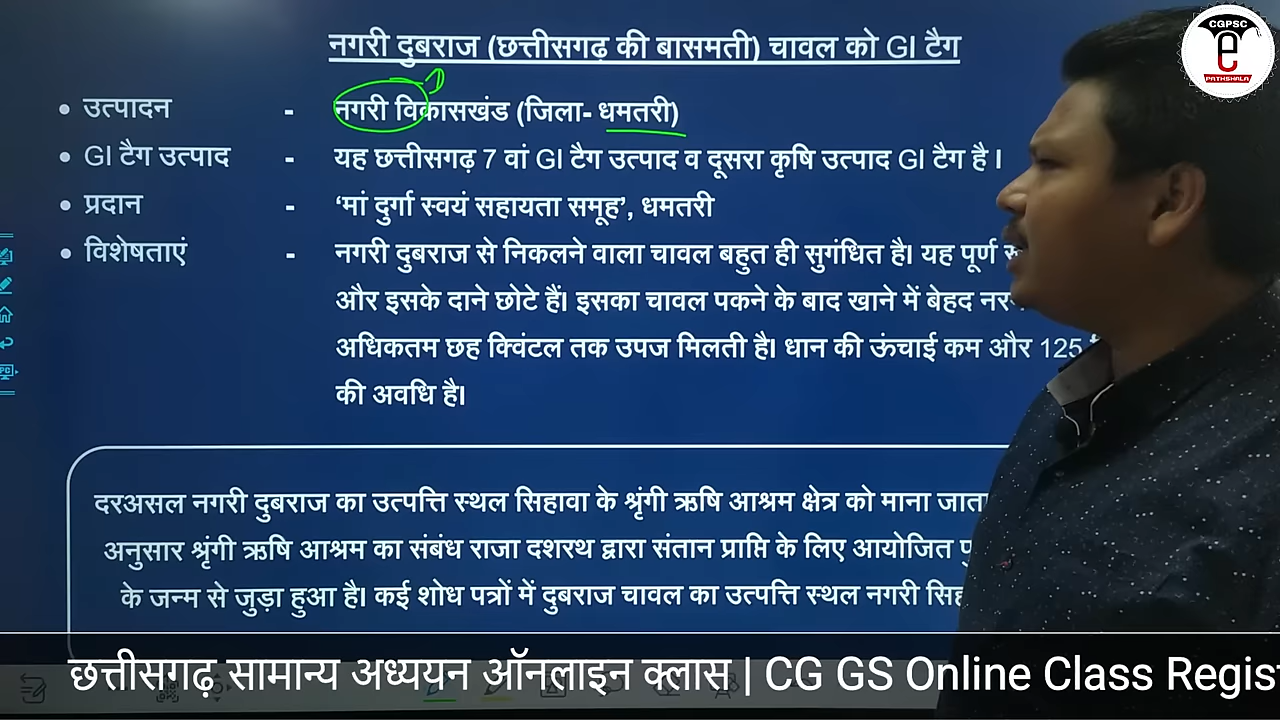 नगरी दुबराज (छत्तीसगढ़ की बासमती) चावल को GI टैग
• उत्पादन - नगरी विकासखंड (जिला- धमतरी)
• GI टैग उत्पाद - यह छत्तीसगढ़ 7 वां GI टैग उत्पाद व दूसरा कृषि उत्पाद GI टैग है ।
• प्रदान - ‘मां दुर्गा स्वयं सहायता समूह’, धमतरी
• विशेषताएं - नगरी दुबराज से निकलने वाला चावल बहुत ही सुगंधित है। यह पूर्ण
और इसके दाने छोटे हैं। इसका चावल पकने के बाद खाने में बेहद
अधिकतम छह क्विंटल तक उपज मिलती है। धान की ऊंचाई कम और 125
की अवधि है।
दरअसल नगरी दुबराज का उत्पत्ति स्थल सिहावा के श्रृंगी ऋषि आश्रम क्षेत्र को माना जाता
अनुसार श्रृंगी ऋषि आश्रम का संबंध राजा दशरथ द्वारा संतान प्राप्ति के लिए आयोजित
के जन्म से जुड़ा हुआ है। कई शोध पत्रों में दुबराज चावल का उत्पत्ति स्थल नगरी
छत्तीसगढ़ सामान्य अध्ययन ऑनलाइन क्लास | CG GS Online Class Regis
CGPSC
e
PATHSHALA